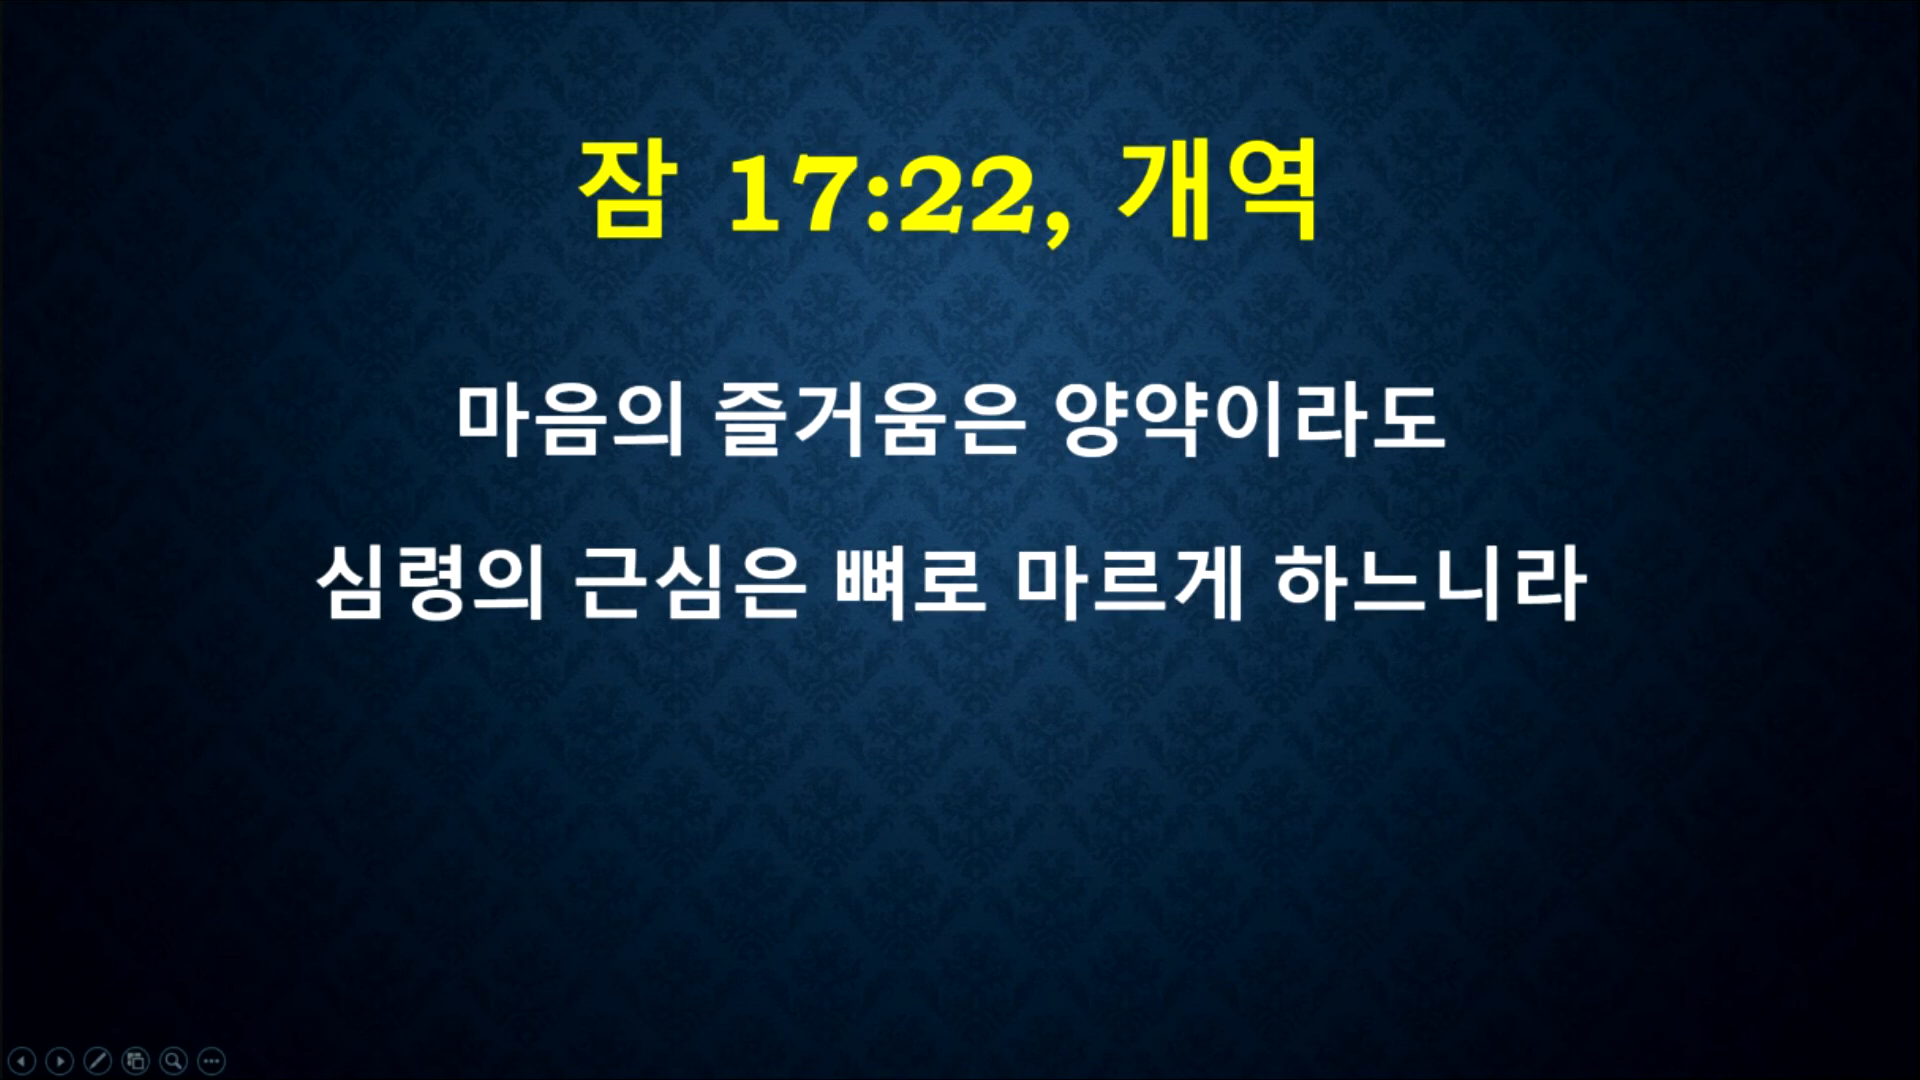 잠 17:22, 개역
마음의 즐거움은 양약이라도
심령의 근심은 뼈로 마르게 하느니라